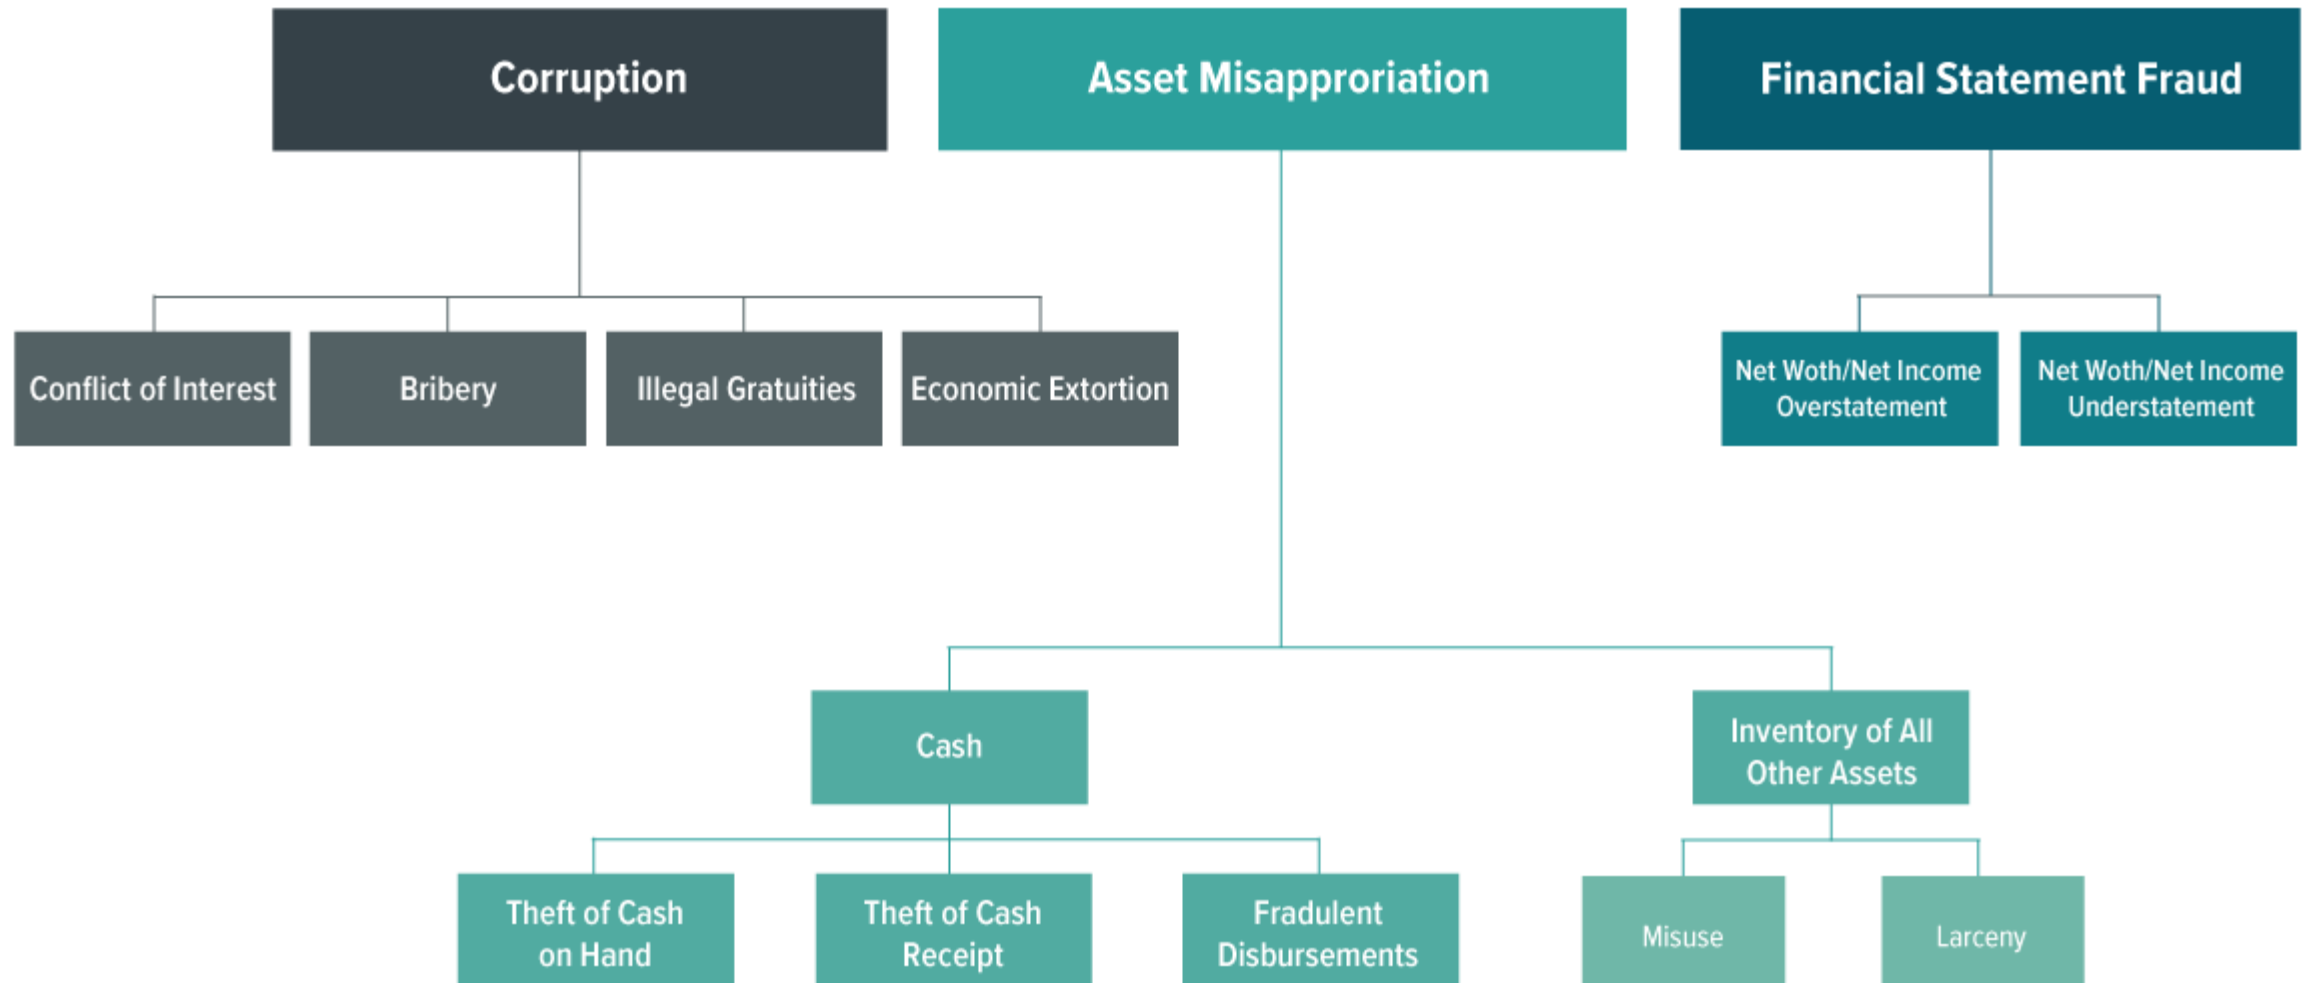 Corruption
Asset Misapproriation
Financial Statement Fraud
Conflict of Interest
Bribery
Illegal Gratuities
Economic Extortion
Net Woth/Net Income
Overstatement
Net Woth/Net Income
Understatement
Cash
Inventory of All
Other Assets
Theft of Cash
on Hand
Theft of Cash
Receipt
Fradulent
Disbursements
Misuse
Larceny